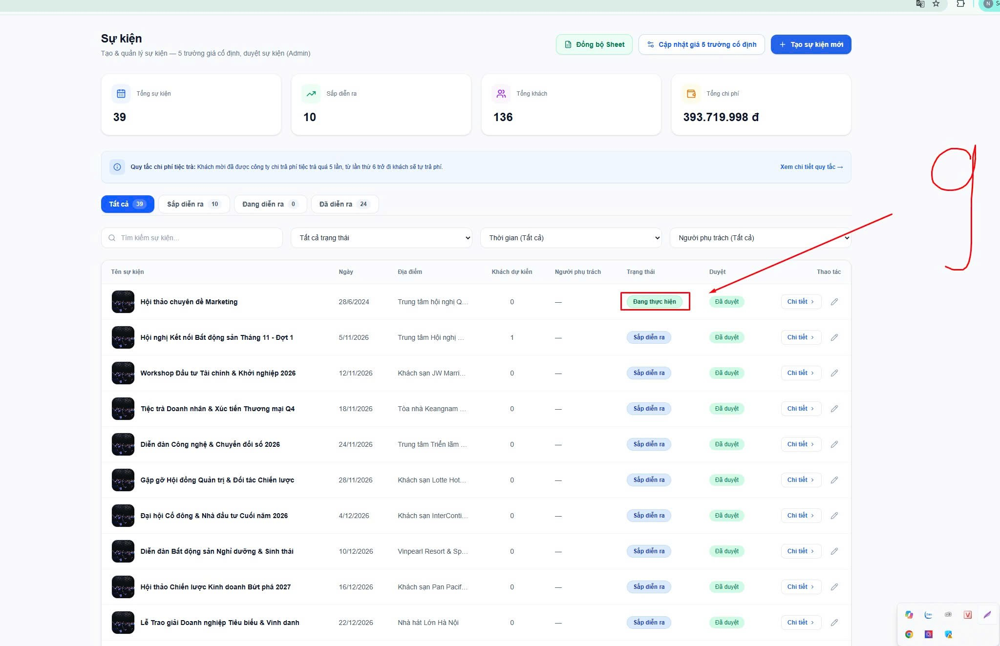 N
Sự kiện
Tạo & quản lý sự kiện — 5 trường giá cố định, duyệt sự kiện (Admin)
Đồng bộ Sheet
Cập nhật giá 5 trường cố định
+ Tạo sự kiện mới
Tổng sự kiện
39
Sắp diễn ra
10
Tổng khách
136
Tổng chi phí
393.719.998 đ
Quy tắc chi phí tiệc trà: Khách mời đã được công ty chi trả phí tiệc trà quá 5 lần, từ lần thứ 6 trở đi khách sẽ tự trả phí.
Xem chi tiết quy tắc →
Tất cả 39
Sắp diễn ra 10
Đang diễn ra 0
Đã diễn ra 24
Tìm kiếm sự kiện...
Tất cả trạng thái
Thời gian (Tất cả)
Người phụ trách (Tất cả)
9
Tên sự kiện Ngày Địa điểm Khách dự kiến Người phụ trách Trạng thái Duyệt Thao tác
Hội thảo chuyên đề Marketing 28/6/2024 Trung tâm hội nghị Q... 0 — Đang thực hiện Đã duyệt Chi tiết >
Hội nghị Kết nối Bất động sản Tháng 11 - Đợt 1 5/11/2026 Trung tâm Hội nghị ... 1 — Sắp diễn ra Đã duyệt Chi tiết >
Workshop Đầu tư Tài chính & Khởi nghiệp 2026 12/11/2026 Khách sạn JW Marri... 0 — Sắp diễn ra Đã duyệt Chi tiết >
Tiệc trà Doanh nhân & Xúc tiến Thương mại Q4 18/11/2026 Tòa nhà Keangnam ... 0 — Sắp diễn ra Đã duyệt Chi tiết >
Diễn đàn Công nghệ & Chuyển đổi số 2026 24/11/2026 Trung tâm Triển lãm ... 0 — Sắp diễn ra Đã duyệt Chi tiết >
Gặp gỡ Hội đồng Quản trị & Đối tác Chiến lược 28/11/2026 Khách sạn Lotte Hot... 0 — Sắp diễn ra Đã duyệt Chi tiết >
Đại hội Cổ đông & Nhà đầu tư Cuối năm 2026 4/12/2026 Khách sạn InterConti... 0 — Sắp diễn ra Đã duyệt Chi tiết >
Diễn đàn Bất động sản Nghỉ dưỡng & Sinh thái 10/12/2026 Vinpearl Resort & Sp... 0 — Sắp diễn ra Đã duyệt Chi tiết >
Hội thảo Chiến lược Kinh doanh Bứt phá 2027 16/12/2026 Khách sạn Pan Pacif... 0 — Sắp diễn ra Đã duyệt Chi tiết >
Lễ Trao giải Doanh nghiệp Tiêu biểu & Vinh danh 22/12/2026 Nhà hát Lớn Hà Nội 0 — Sắp diễn ra Đã duyệt Chi tiết >
Zalo
V